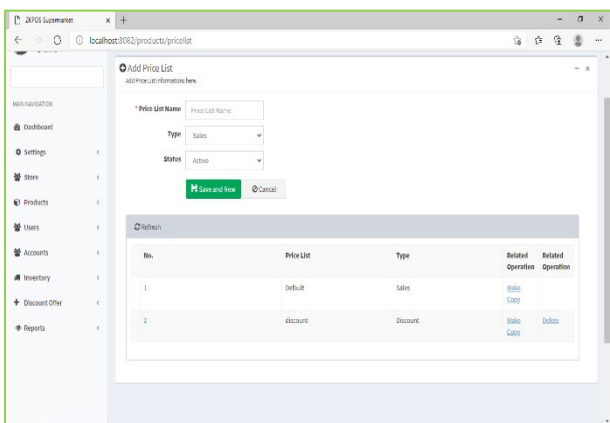 ZKPOS Supermarket
localhost:8082/products/pricelist
Add Price List
Add Price List informations here.
MAIN NAVIGATION
Dashboard
Settings
Store
Products
Users
Accounts
Inventory
Discount Offer
Reports
* Price List Name
Price List Name
Type
Sales
Status
Active
Save and New
Cancel
Refresh
No. Price List Type Related Operation Related Operation
1 Default Sales Make Copy
2 discount Discount Make Copy Delete